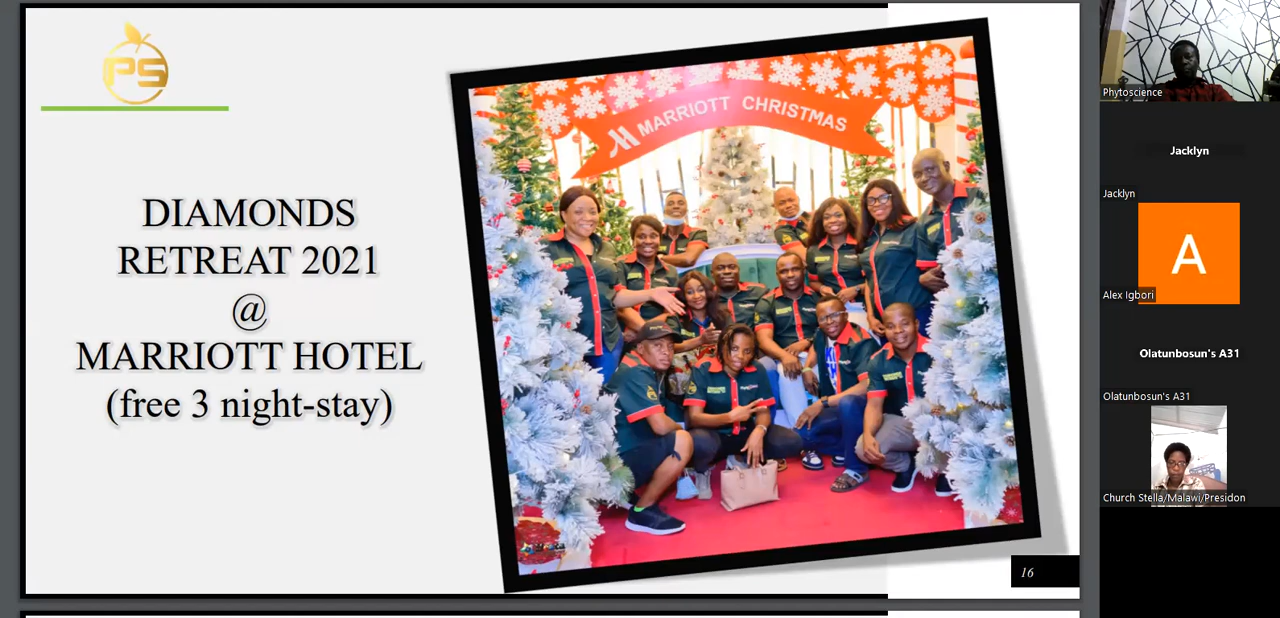 PS
DIAMONDS
RETREAT 2021
@
MARRIOTT HOTEL
(free 3 night-stay)
MARRIOTT CHRISTMAS
16
Phytoscience
Jacklyn
Jacklyn
A
Alex Igbori
Olatunbosun's A31
Olatunbosun's A31
Church Stella/Malawi/Presidon